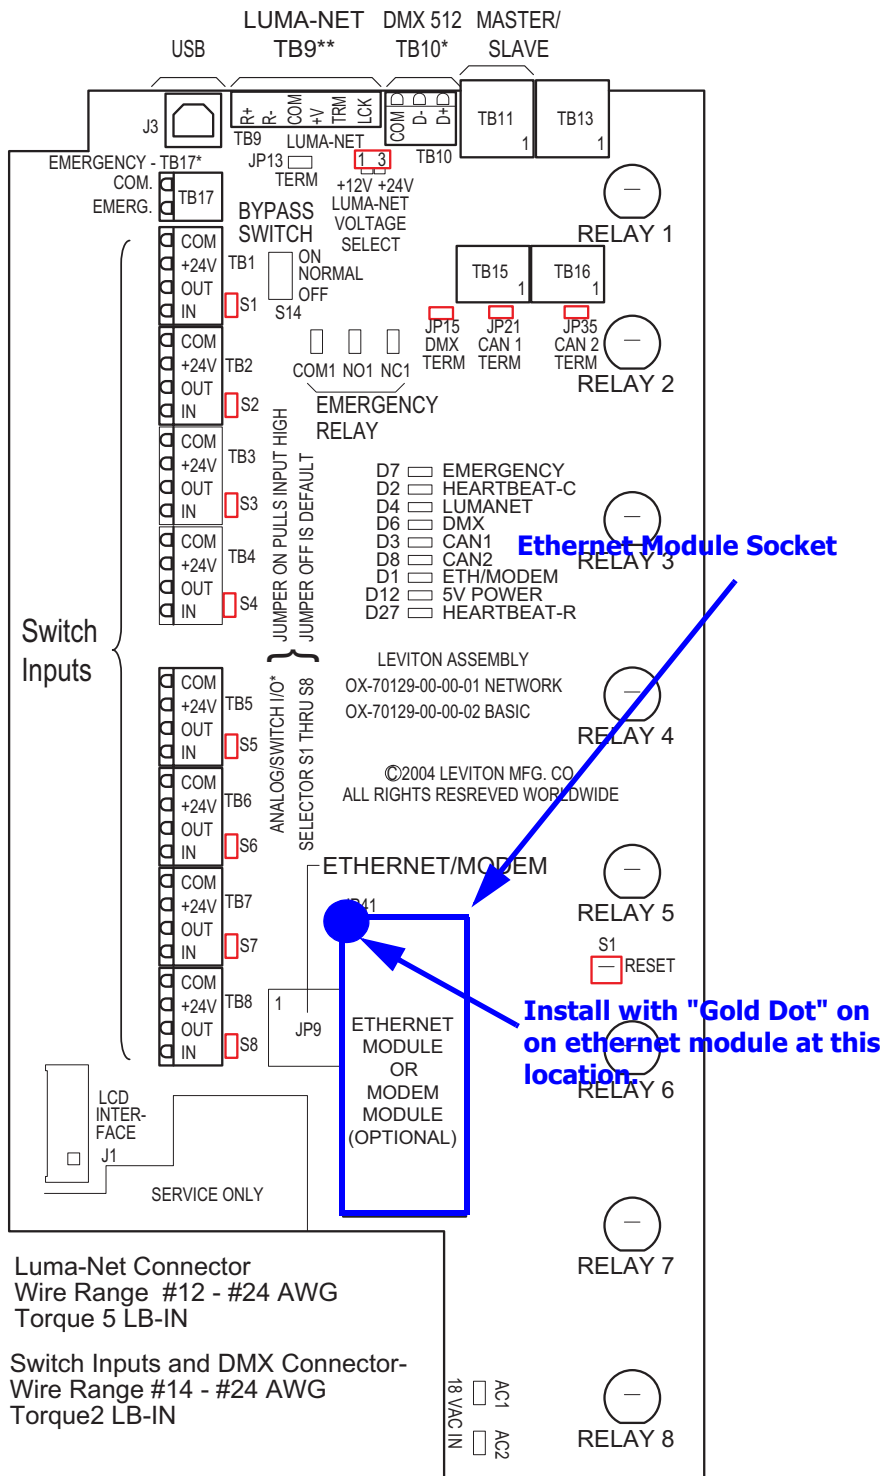 LUMA-NET
TB9**
DMX 512
TB10*
MASTER/
SLAVE
USB
J3
R+
R-
COM
+V
TRM
LCK
TB9
LUMA-NET
COM
D-
D+
TB10
TB11
1
TB13
1
JP13
TERM
1 3
+12V +24V
LUMA-NET
VOLTAGE
SELECT
EMERGENCY - TB17*
COM.
EMERG.
TB17
BYPASS
SWITCH
ON
NORMAL
OFF
S14
RELAY 1
COM
+24V
OUT
IN
TB1
S1
TB15
1
TB16
1
JP15
DMX
TERM
JP21
CAN 1
TERM
JP35
CAN 2
TERM
COM
+24V
OUT
IN
TB2
S2
COM1 NO1 NC1
EMERGENCY
RELAY
RELAY 2
COM
+24V
OUT
IN
TB3
S3
COM
+24V
OUT
IN
TB4
S4
JUMPER ON PULLS INPUT HIGH
JUMPER OFF IS DEFAULT
D7 EMERGENCY
D2 HEARTBEAT-C
D4 LUMANET
D6 DMX
D3 CAN1
D8 CAN2
D1 ETH/MODEM
D12 5V POWER
D27 HEARTBEAT-R
Ethernet Module Socket
RELAY 3
Switch
Inputs
LEVITON ASSEMBLY
OX-70129-00-00-01 NETWORK
OX-70129-00-00-02 BASIC
COM
+24V
OUT
IN
TB5
S5
ANALOG/SWITCH I/O*
SELECTOR S1 THRU S8
RELAY 4
©2004 LEVITON MFG. CO
ALL RIGHTS RESREVED WORLDWIDE
COM
+24V
OUT
IN
TB6
S6
ETHERNET/MODEM
COM
+24V
OUT
IN
TB7
S7
JP41
RELAY 5
S1
RESET
COM
+24V
OUT
IN
TB8
S8
1
JP9
ETHERNET
MODULE
OR
MODEM
MODULE
(OPTIONAL)
Install with "Gold Dot" on
on ethernet module at this
location.
RELAY 6
LCD
INTER-
FACE
J1
SERVICE ONLY
RELAY 7
Luma-Net Connector
Wire Range #12 - #24 AWG
Torque 5 LB-IN
Switch Inputs and DMX Connector-
Wire Range #14 - #24 AWG
Torque2 LB-IN
18 VAC IN
AC1
AC2
RELAY 8